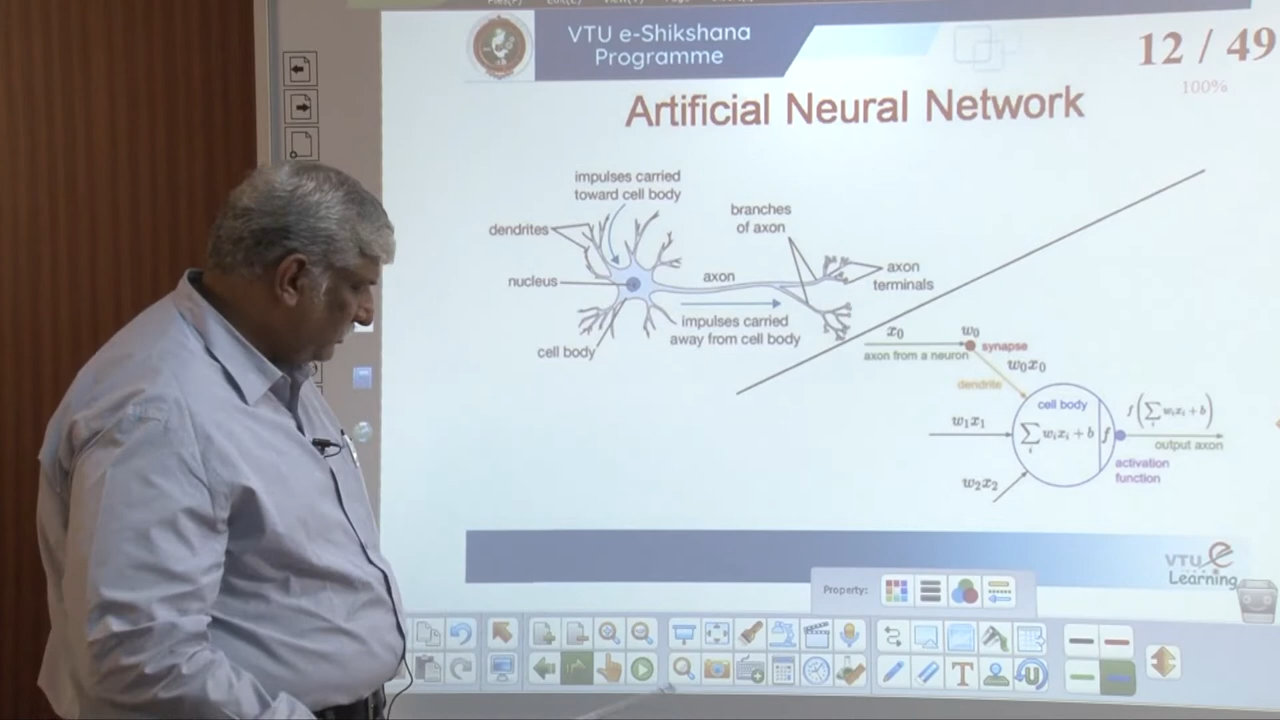 VTU e-Shikshana
Programme
12 / 49
100%
Artificial Neural Network
impulses carried
toward cell body
dendrites
nucleus
cell body
axon
impulses carried
away from cell body
branches
of axon
axon
terminals
x₀
w₀
axon from a neuron
synapse
w₀x₀
dendrite
cell body
w₁x₁
∑ᵢ wᵢxᵢ + b
f
f(∑ᵢ wᵢxᵢ + b)
output axon
activation
function
w₂x₂
VTU e
Learning
Property: